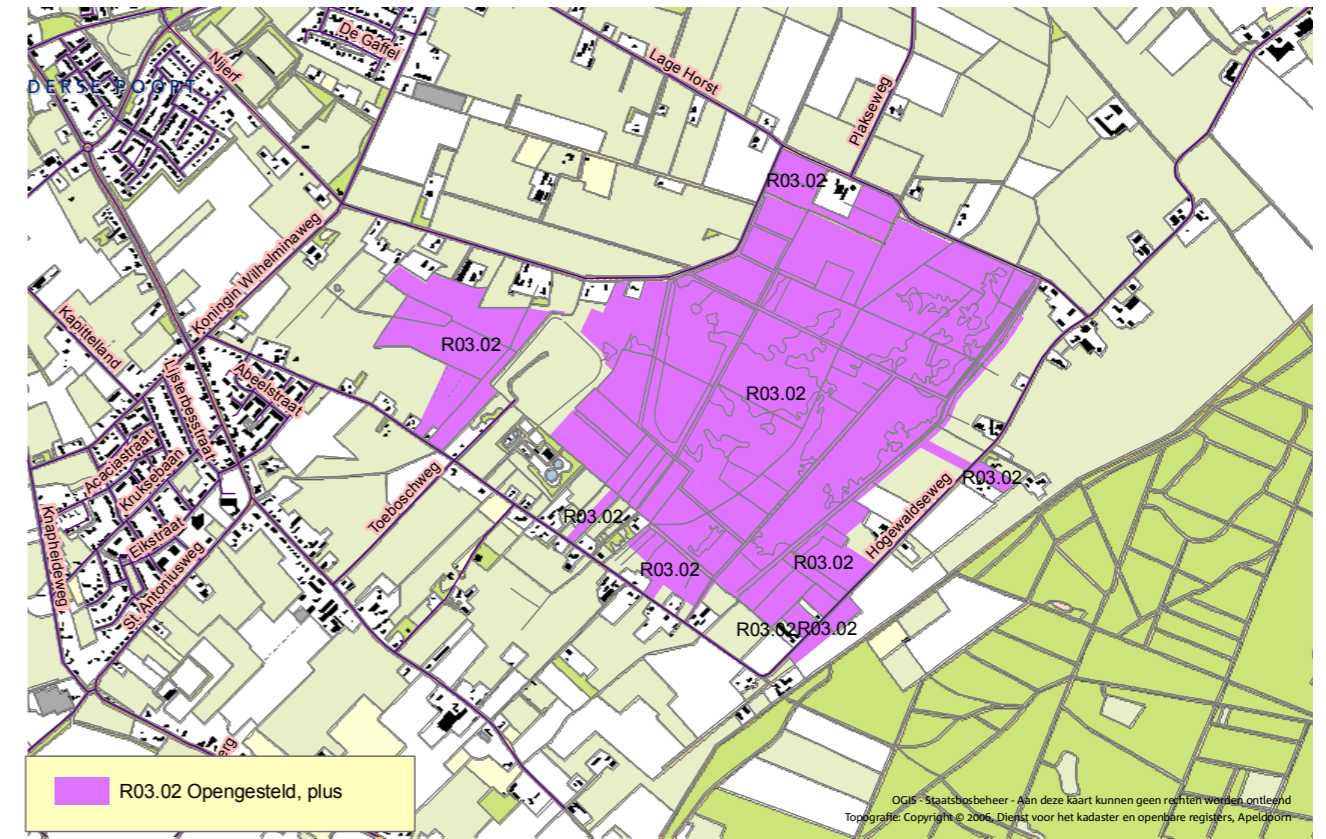 De Gaffel
Nijerf
Lage Horst
DERSE POORT
Plakseweg
R03.02
Koningin Wilhelminaweg
Kapittelland
R03.02
Lijsterbesstraat
Abeelstraat
R03.02
Acaciastraat
Kruksebaan
R03.02
Toeboschweg
Knapheideweg
Eikstraat
R03.02
Hogewaldseweg
St. Antoniusweg
R03.02
R03.02
R03.02
R03.02
erg
R03.02 Opengesteld, plus
OGIS - Staatsbosbeheer - Aan deze kaart kunnen geen rechten worden ontleend
Topografie: Copyright © 2006, Dienst voor het kadaster en openbare registers, Apeldoorn